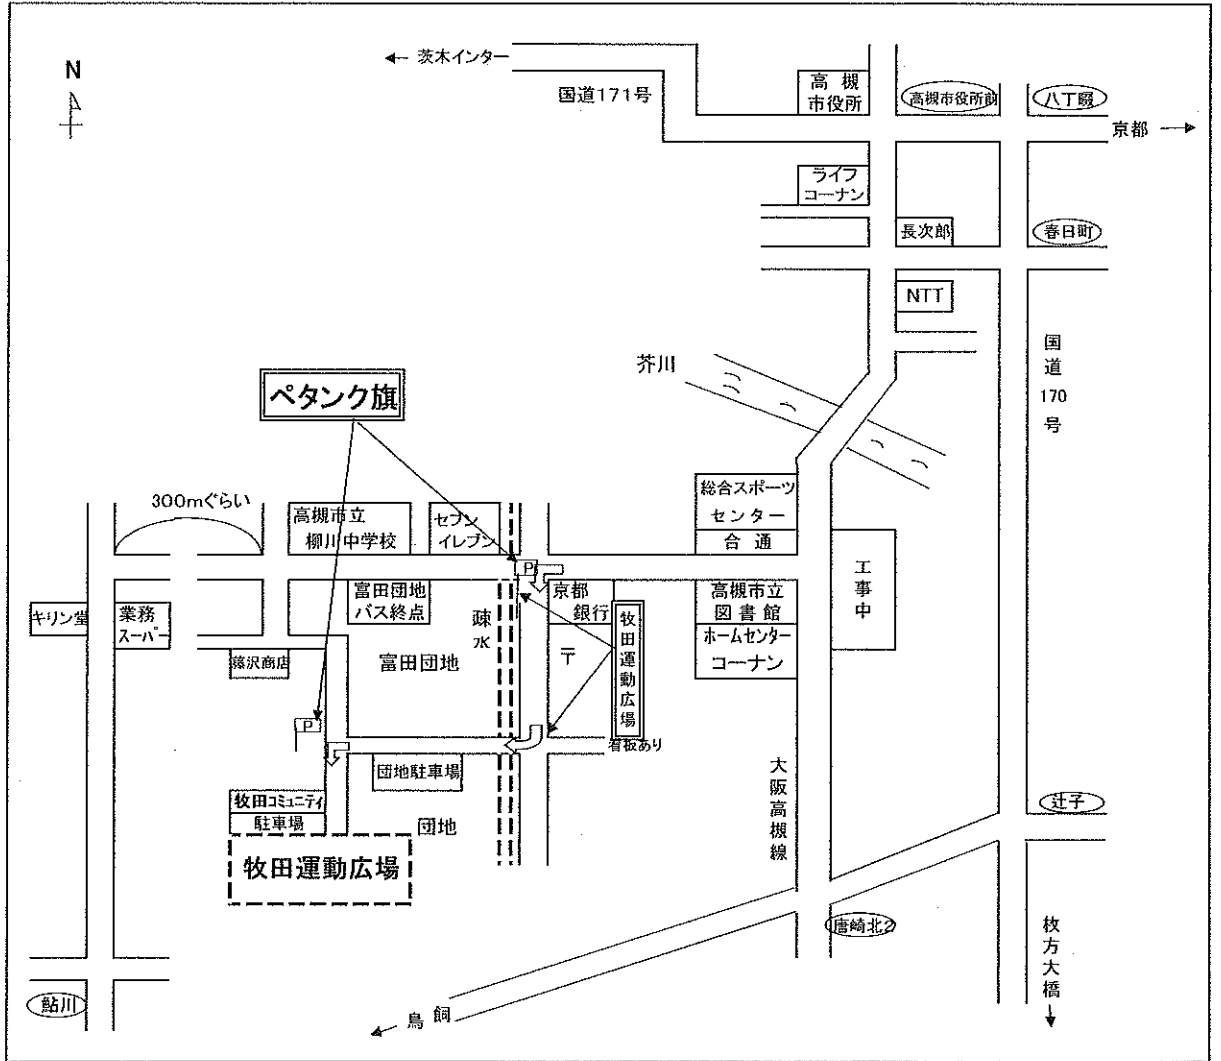 ← 茨木インター
N
国道171号
高 槻
市役所
高槻市役所前
八丁畷
京都 →
ライフ
コーナン
長次郎
春日町
NTT
国道170号
芥川
ペタンク旗
300mぐらい
高槻市立
柳川中学校
セブン
イレブン
総合スポーツ
センター
合 通
P
工事中
キリン堂
業務
スーパー
富田団地
バス終点
疎水
京都
銀行
高槻市立
図書館
牧田運動広場
ホームセンター
コーナン
藤沢商店
富田団地
〒
P
看板あり
団地駐車場
大阪高槻線
牧田コミュニティ
駐車場
団地
辻子
牧田運動広場
唐崎北2
枚方大橋
鮎川
鳥 飼